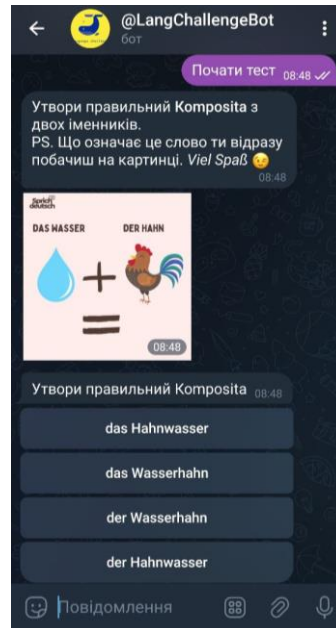 @LangChallengeBot
бот
Почати тест 08:48
Утвори правильний Komposita з
двох іменників.
PS. Що означає це слово ти відразу
побачиш на картинці. Viel Spaß 😉
08:48
Sprich
deutsch
DAS WASSER DER HAHN
+
=
08:48
Утвори правильний Komposita 08:48
das Hahnwasser
das Wasserhahn
der Wasserhahn
der Hahnwasser
Повідомлення